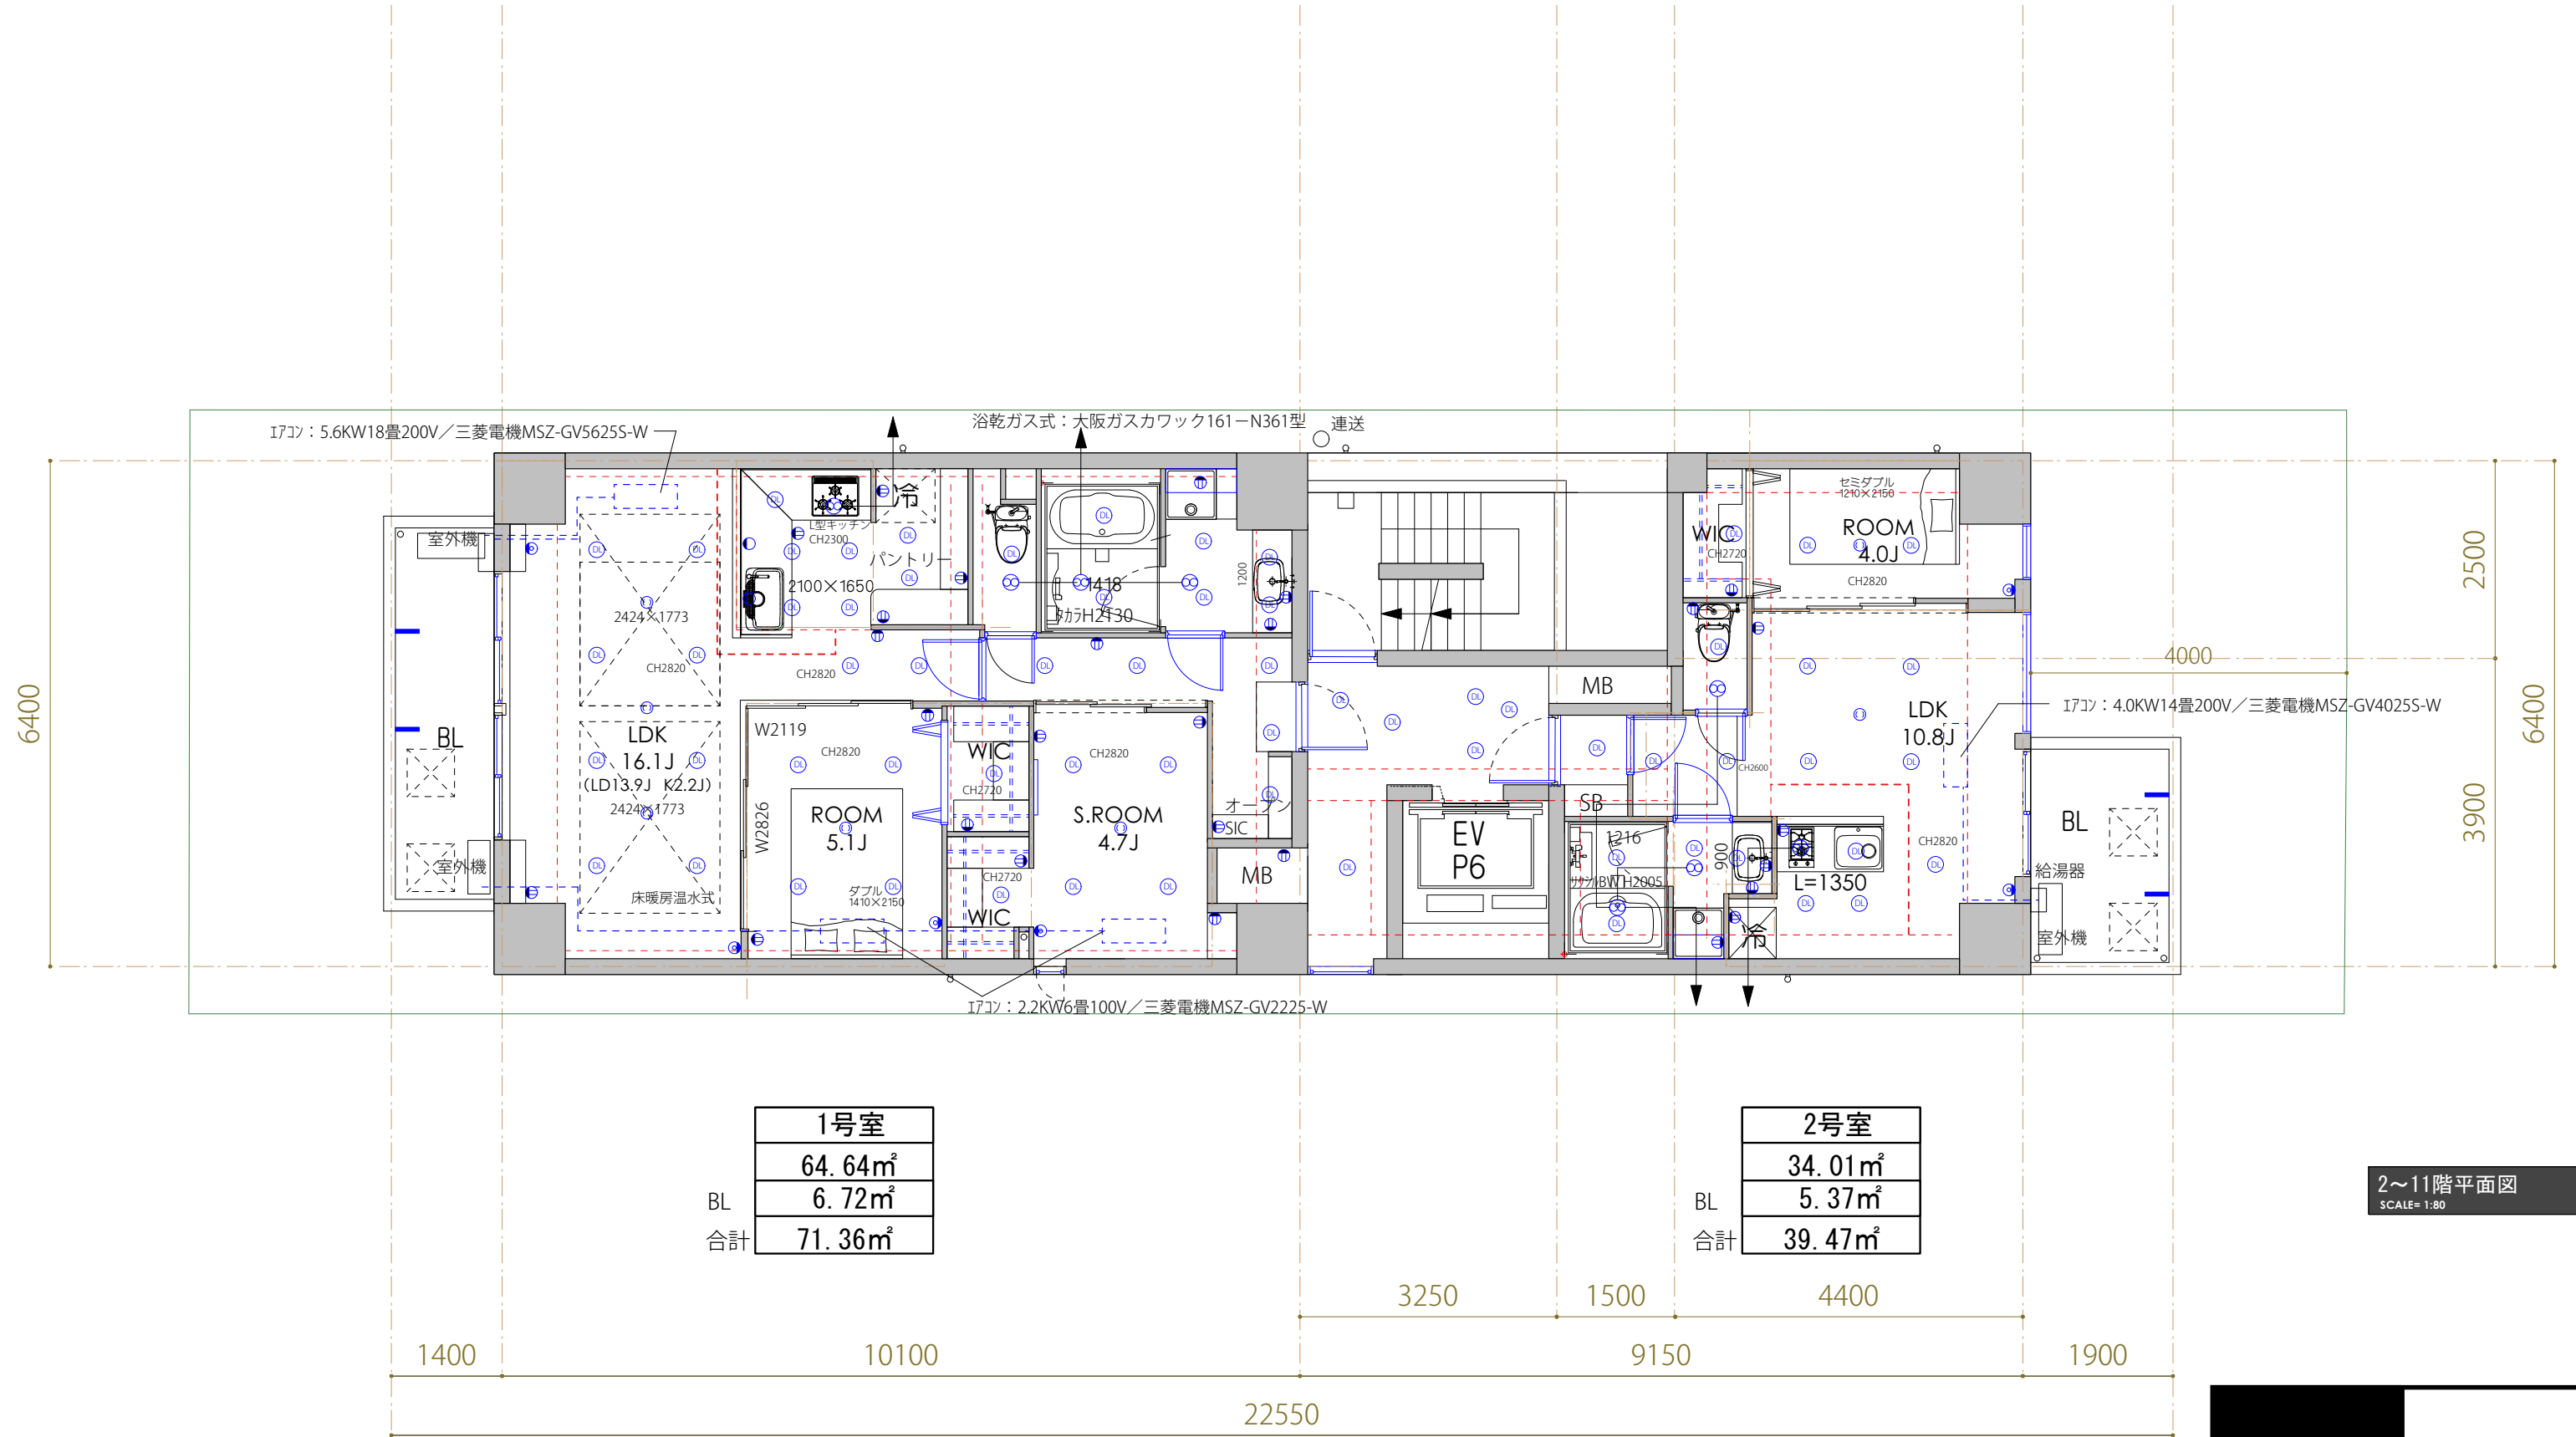 浴乾ガス式：大阪ガスカワック161－N361型
連送
ｴｱｺﾝ：5.6KW18畳200V／三菱電機MSZ-GV5625S-W
室外機
2424×1773
CH2820
BL
LDK
16.1J
(LD13.9J K2.2J)
2424×1773
床暖房温水式
室外機
L型キッチン
CH2300
冷
パントリー
2100×1650
CH2820
W2119
CH2820
W2826
ROOM
5.1J
ダブル
1410×2150
WIC
CH2720
CH2720
WIC
1418
ﾀｶﾗH2130
1200
CH2820
S.ROOM
4.7J
オープン
SIC
MB
ｴｱｺﾝ：2.2KW6畳100V／三菱電機MSZ-GV2225-W
EV
P6
MB
SB
1216
900
CH2600
L=1350
冷
WIC
CH2720
セミダブル
1210×2150
ROOM
4.0J
CH2820
LDK
10.8J
CH2820
ｴｱｺﾝ：4.0KW14畳200V／三菱電機MSZ-GV4025S-W
BL
給湯器
室外機
6400
4000
2500
3900
6400
1号室
64.64㎡
BL 6.72㎡
合計 71.36㎡
2号室
34.01㎡
BL 5.37㎡
合計 39.47㎡
2～11階平面図
SCALE= 1:80
3250 1500 4400
1400 10100 9150 1900
22550